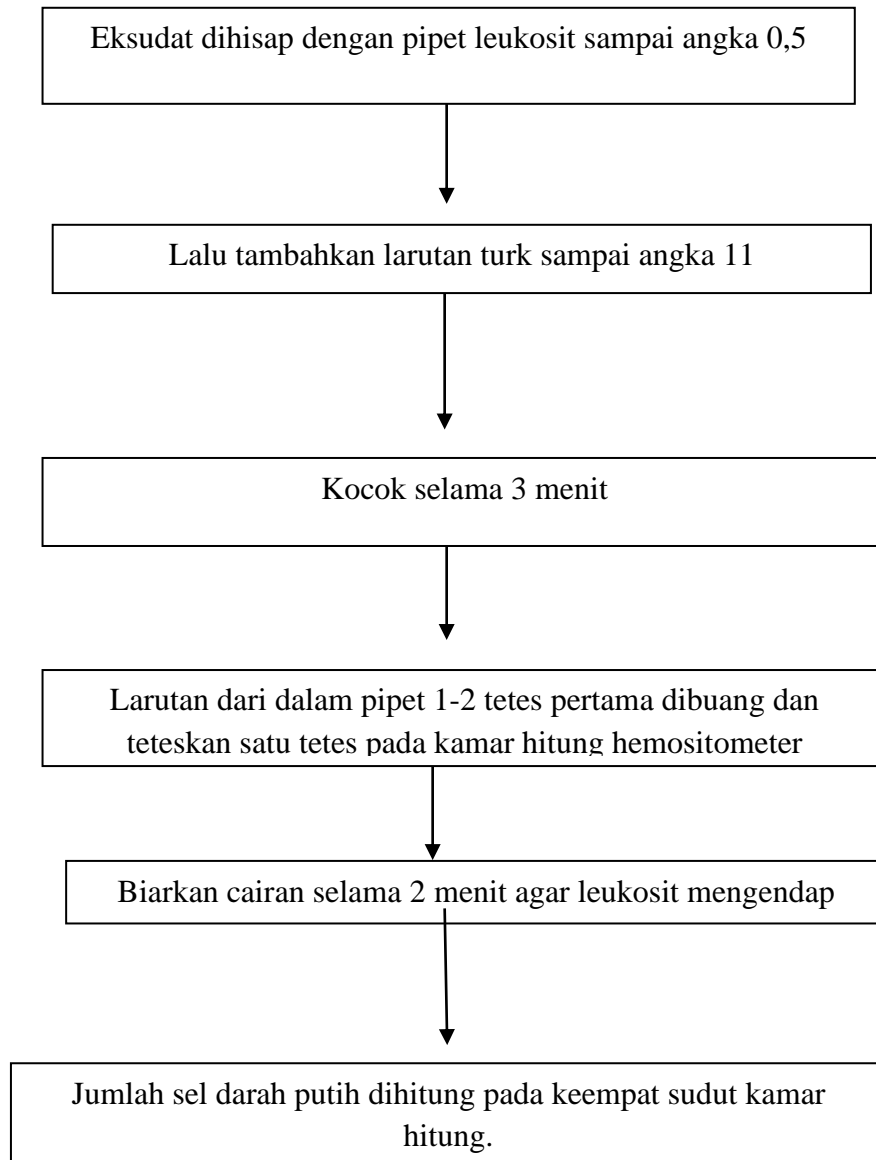 Eksudat dihisap dengan pipet leukosit sampai angka 0,5
Lalu tambahkan larutan turk sampai angka 11
Kocok selama 3 menit
Larutan dari dalam pipet 1-2 tetes pertama dibuang dan
teteskan satu tetes pada kamar hitung hemositometer
Biarkan cairan selama 2 menit agar leukosit mengendap
Jumlah sel darah putih dihitung pada keempat sudut kamar
hitung.